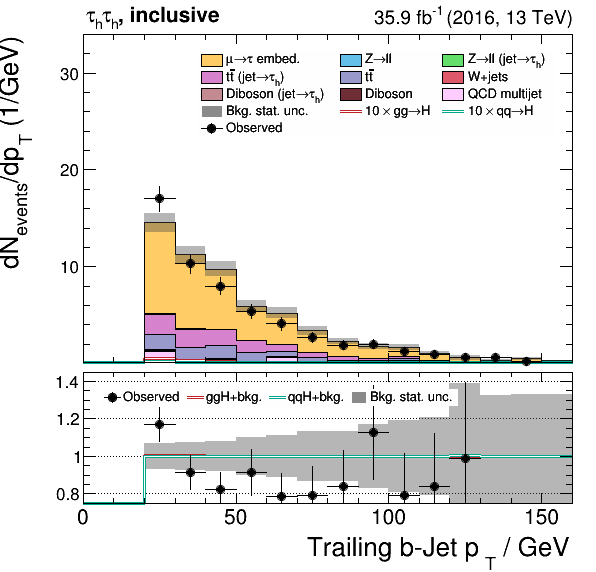 τhτh, inclusive 35.9 fb⁻¹ (2016, 13 TeV)
dNevents/dpT (1/GeV)
30
20
10
μ→τ embed. Z→ll Z→ll (jet→τh)
tt̄ (jet→τh) tt̄ W+jets
Diboson (jet→τh) Diboson QCD multijet
Bkg. stat. unc. 10 × gg→H 10 × qq→H
Observed
1.4
1.2
1
0.8
Observed ggH+bkg. qqH+bkg. Bkg. stat. unc.
0 50 100 150
Trailing b-Jet pT / GeV